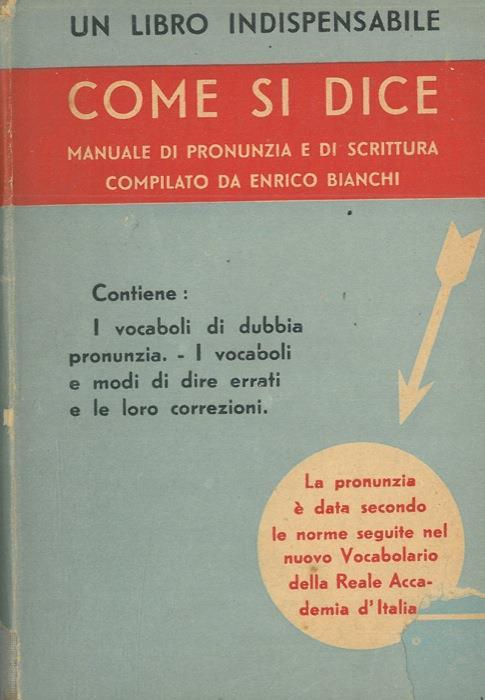 UN LIBRO INDISPENSABILE
COME SI DICE
MANUALE DI PRONUNZIA E DI SCRITTURA
COMPILATO DA ENRICO BIANCHI
Contiene :
I vocaboli di dubbia
pronunzia. - I vocaboli
e modi di dire errati
e le loro correzioni.
La pronunzia
è data secondo
le norme seguite nel
nuovo Vocabolario
della Reale Acca-
demia d'Italia